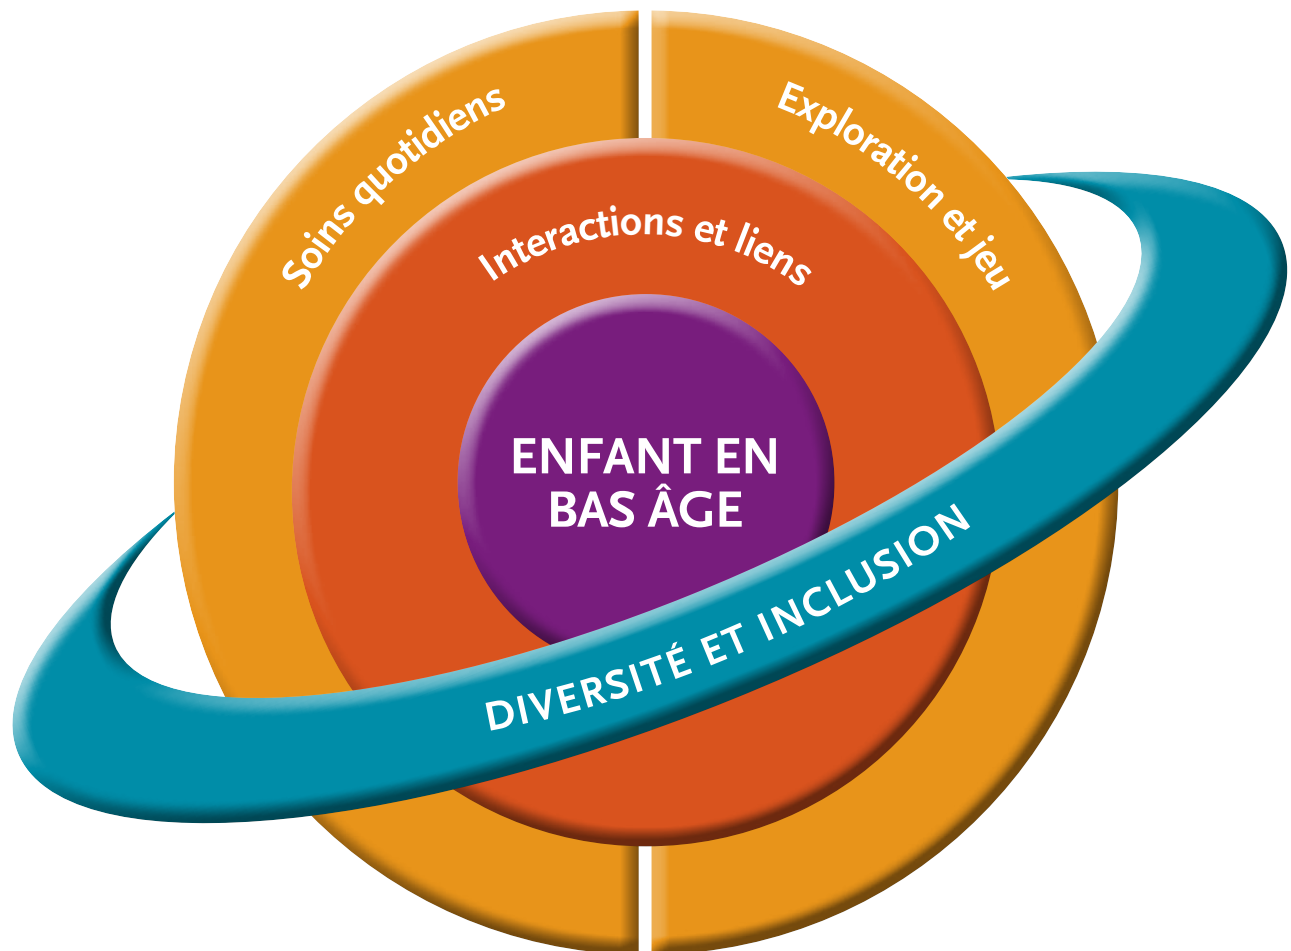 Soins quotidiens
Exploration et jeu
Interactions et liens
ENFANT EN
BAS ÂGE
DIVERSITÉ ET INCLUSION